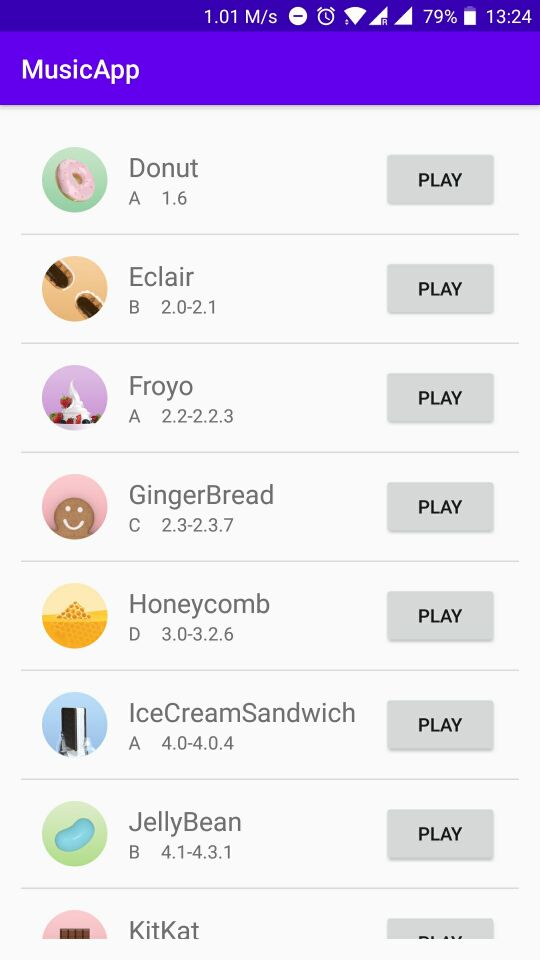 1.01 M/s R 79% 13:24
MusicApp
Donut
A 1.6
PLAY
Eclair
B 2.0-2.1
PLAY
Froyo
A 2.2-2.2.3
PLAY
GingerBread
C 2.3-2.3.7
PLAY
Honeycomb
D 3.0-3.2.6
PLAY
IceCreamSandwich
A 4.0-4.0.4
PLAY
JellyBean
B 4.1-4.3.1
PLAY
KitKat
PLAY